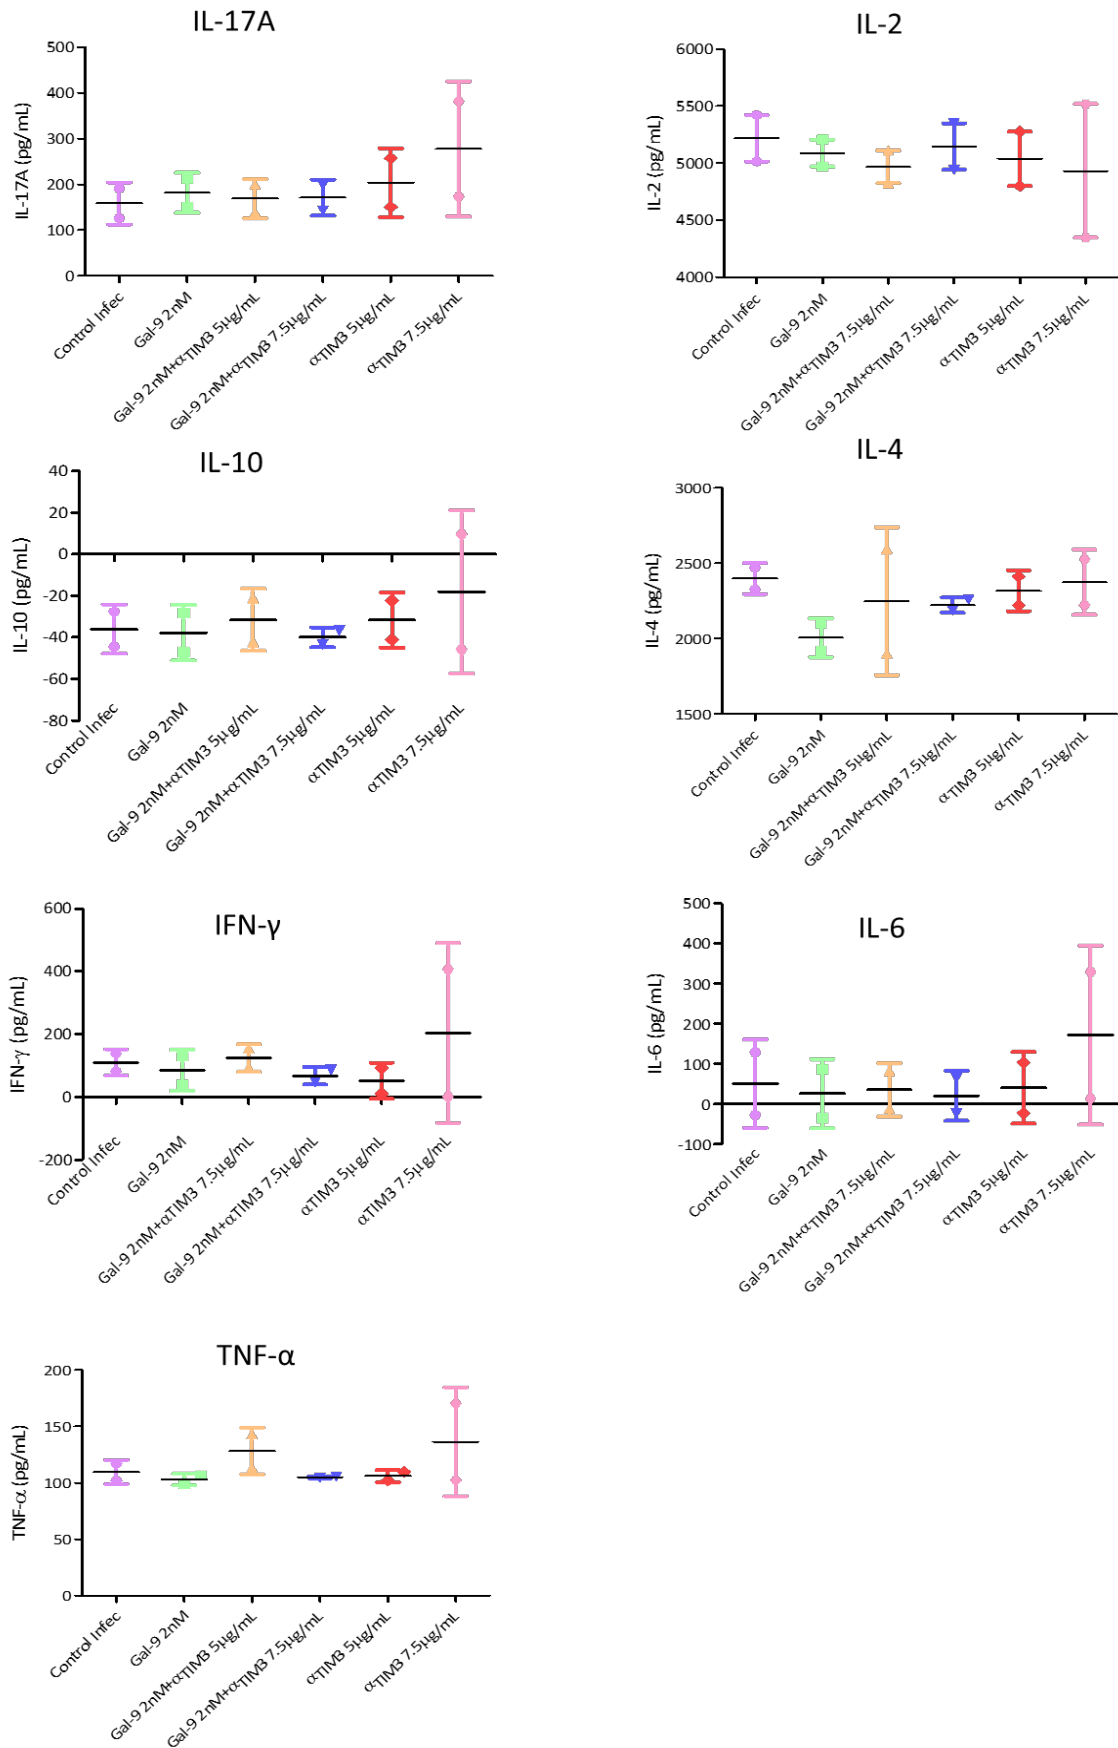 IL-17A
IL-17A (pg/mL)
500
400
300
200
100
0
Control Infec
Gal-9 2nM
Gal-9 2nM+αTIM3 5µg/mL
Gal-9 2nM+αTIM3 7.5µg/mL
αTIM3 5µg/mL
αTIM3 7.5µg/mL
IL-2
IL-2 (pg/mL)
6000
5500
5000
4500
4000
Control Infec
Gal-9 2nM
Gal-9 2nM+αTIM3 7.5µg/mL
Gal-9 2nM+αTIM3 7.5µg/mL
αTIM3 5µg/mL
αTIM3 7.5µg/mL
IL-10
IL-10 (pg/mL)
40
20
0
-20
-40
-60
-80
Control Infec
Gal-9 2nM
Gal-9 2nM+αTIM3 5µg/mL
Gal-9 2nM+αTIM3 7.5µg/mL
αTIM3 5µg/mL
αTIM3 7.5µg/mL
IL-4
IL-4 (pg/mL)
3000
2500
2000
1500
Control Infec
Gal-9 2nM
Gal-9 2nM+αTIM3 5µg/mL
Gal-9 2nM+αTIM3 7.5µg/mL
αTIM3 5µg/mL
αTIM3 7.5µg/mL
IFN-γ
IFN-γ (pg/mL)
600
400
200
0
-200
Control Infec
Gal-9 2nM
Gal-9 2nM+αTIM3 7.5µg/mL
Gal-9 2nM+αTIM3 7.5µg/mL
αTIM3 5µg/mL
αTIM3 7.5µg/mL
IL-6
IL-6 (pg/mL)
500
400
300
200
100
0
-100
Control Infec
Gal-9 2nM
Gal-9 2nM+αTIM3 7.5µg/mL
Gal-9 2nM+αTIM3 7.5µg/mL
αTIM3 5µg/mL
αTIM3 7.5µg/mL
TNF-α
TNF-α (pg/mL)
200
150
100
50
0
Control Infec
Gal-9 2nM
Gal-9 2nM+αTIM3 5µg/mL
Gal-9 2nM+αTIM3 7.5µg/mL
αTIM3 5µg/mL
αTIM3 7.5µg/mL